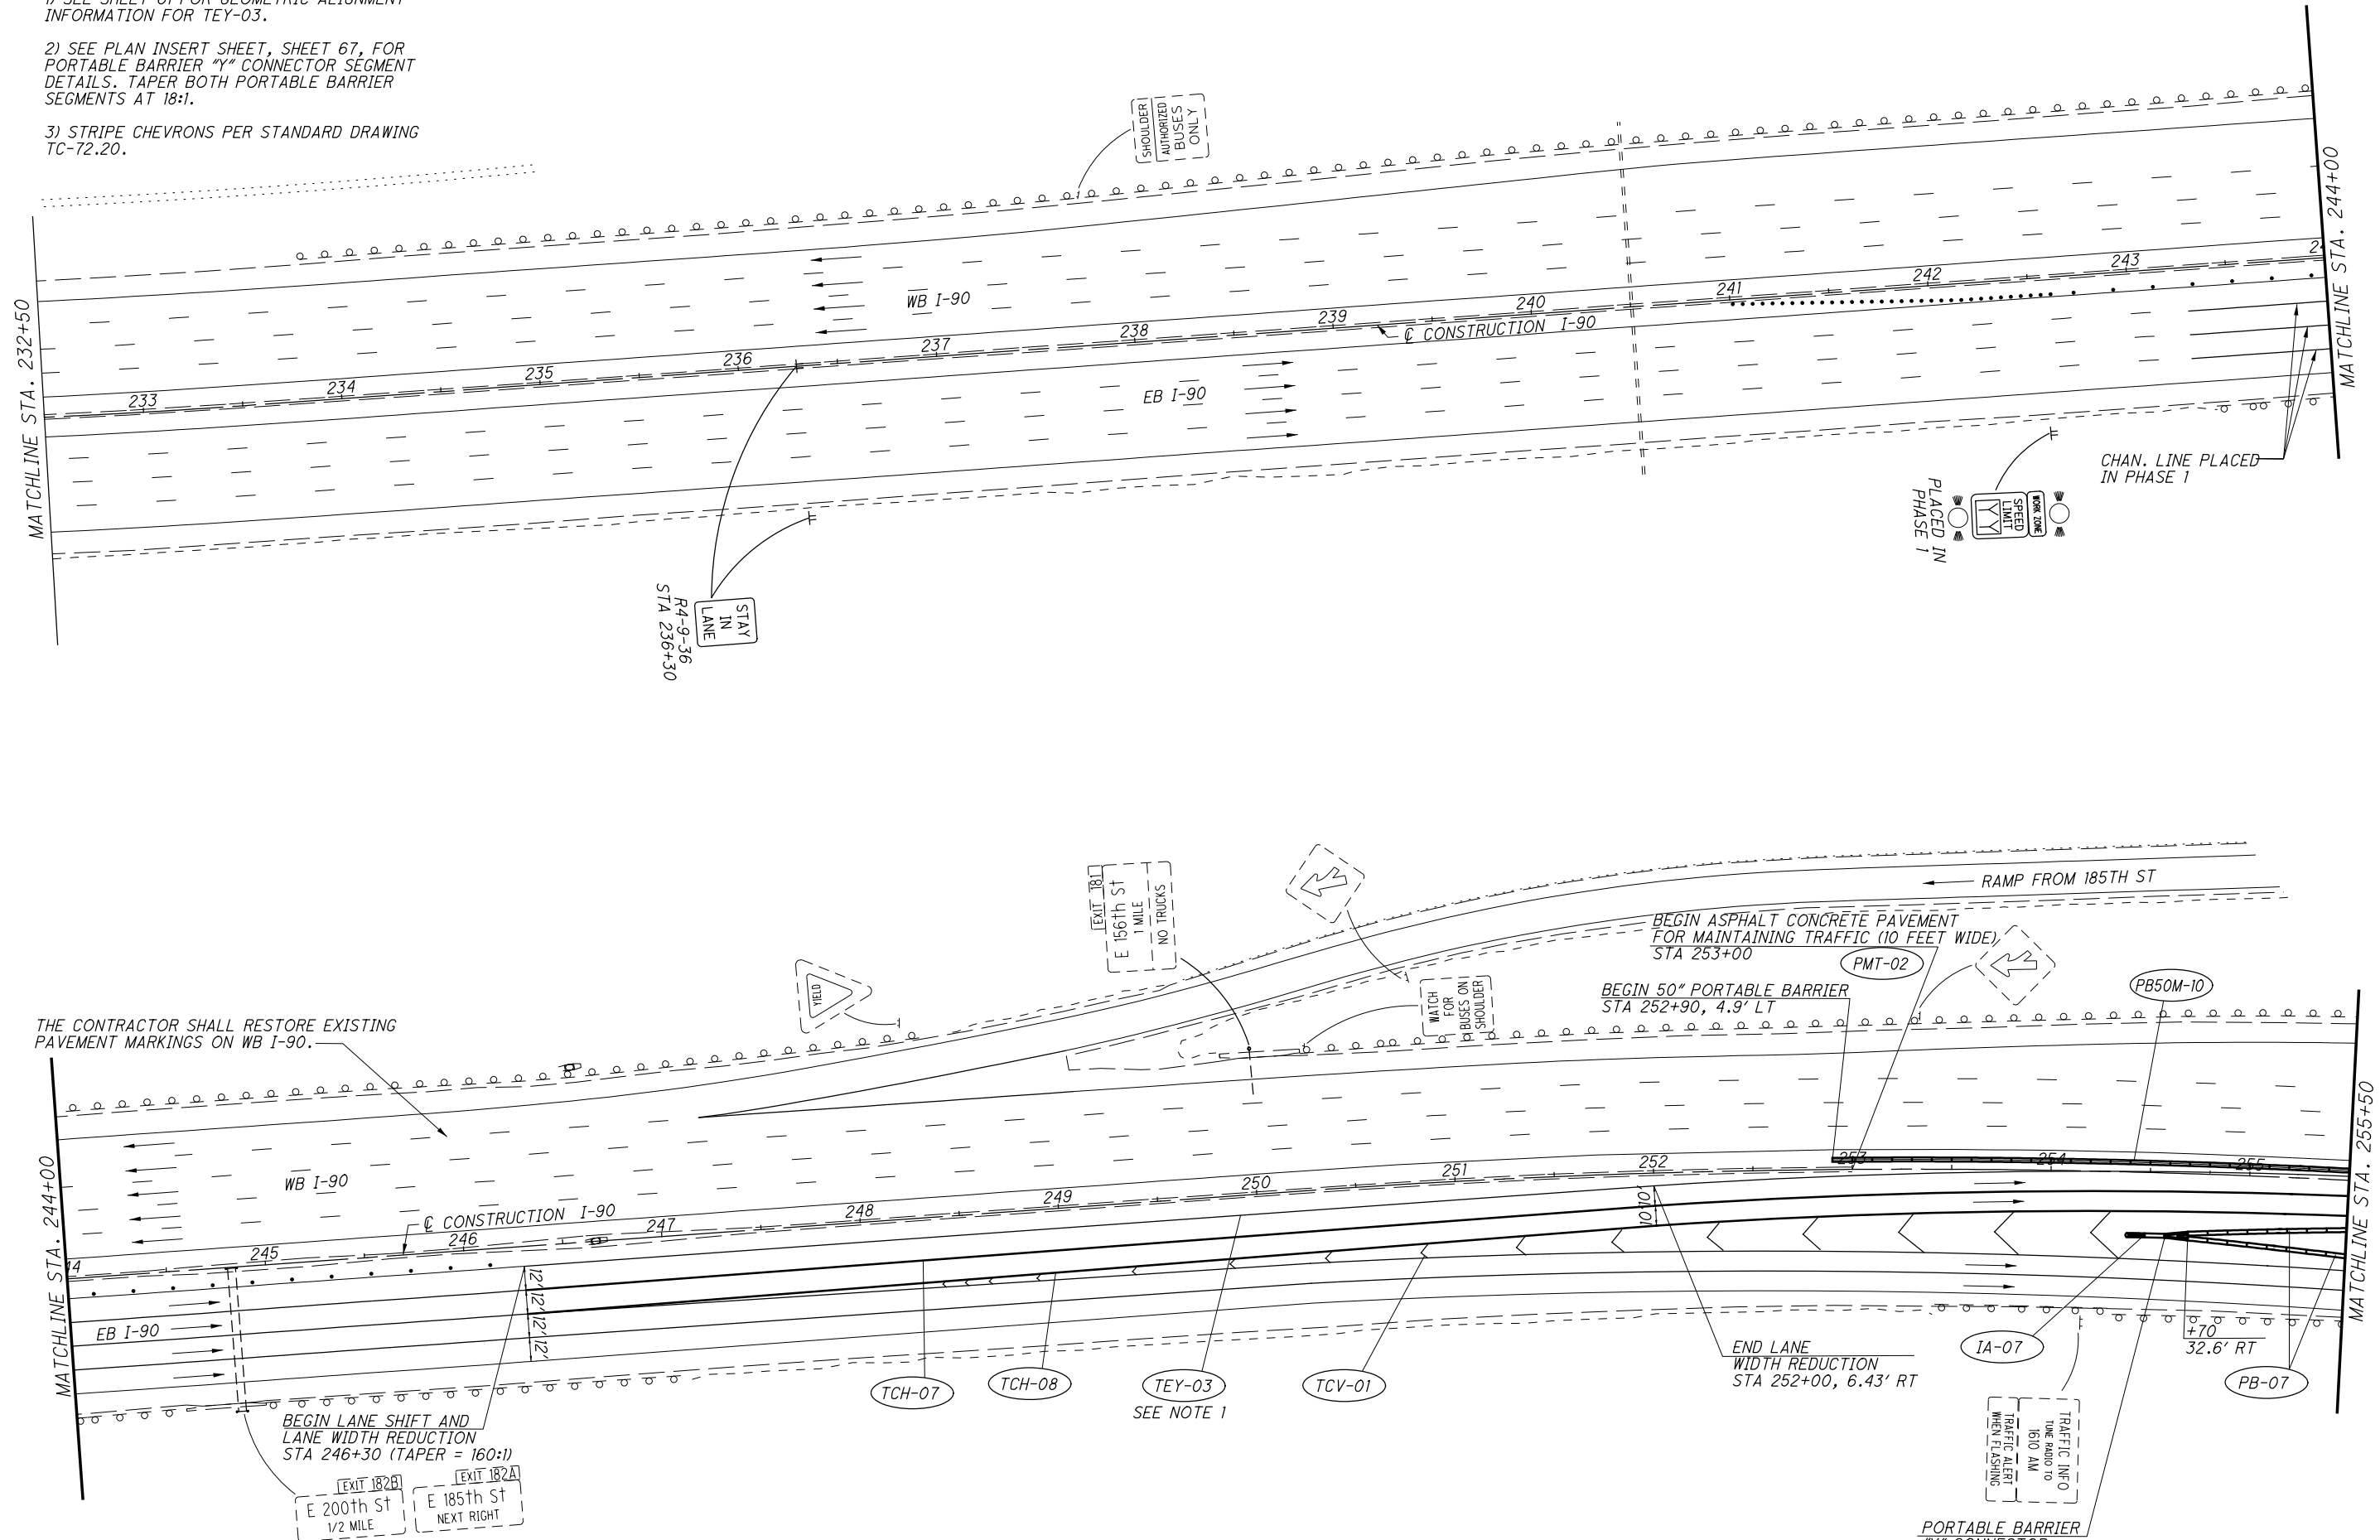 INFORMATION FOR TEY-03.
2) SEE PLAN INSERT SHEET, SHEET 67, FOR
PORTABLE BARRIER "Y" CONNECTOR SEGMENT
DETAILS. TAPER BOTH PORTABLE BARRIER
SEGMENTS AT 18:1.
3) STRIPE CHEVRONS PER STANDARD DRAWING
TC-72.20.
SHOULDER
AUTHORIZED
BUSES
ONLY
MATCHLINE STA. 232+50
MATCHLINE STA. 244+00
WB I-90
233
234
235
236
237
238
239
240
241
242
243
24
CONSTRUCTION I-90
EB I-90
CHAN. LINE PLACED
IN PHASE 1
WORK ZONE
SPEED
LIMIT
YY
PLACED IN
PHASE 1
STAY
IN
LANE
R4-9-36
STA 236+30
RAMP FROM 185TH ST
EXIT 181
E 156th St
1 MILE
NO TRUCKS
YIELD
WATCH
FOR
BUSES ON
SHOULDER
BEGIN ASPHALT CONCRETE PAVEMENT
FOR MAINTAINING TRAFFIC (10 FEET WIDE)
STA 253+00
PMT-02
BEGIN 50" PORTABLE BARRIER
STA 252+90, 4.9' LT
PB50M-10
THE CONTRACTOR SHALL RESTORE EXISTING
PAVEMENT MARKINGS ON WB I-90.
MATCHLINE STA. 244+00
MATCHLINE STA. 255+50
WB I-90
CONSTRUCTION I-90
14
245
246
247
248
249
250
251
252
253
254
255
10'
10'
12'
12'
12'
12'
EB I-90
TCH-07
TCH-08
TEY-03
SEE NOTE 1
TCV-01
END LANE
WIDTH REDUCTION
STA 252+00, 6.43' RT
IA-07
+70
32.6' RT
PB-07
BEGIN LANE SHIFT AND
LANE WIDTH REDUCTION
STA 246+30 (TAPER = 160:1)
EXIT 182B
E 200th St
1/2 MILE
EXIT 182A
E 185th St
NEXT RIGHT
TRAFFIC INFO
TUNE RADIO TO
1610 AM
TRAFFIC ALERT
WHEN FLASHING
PORTABLE BARRIER